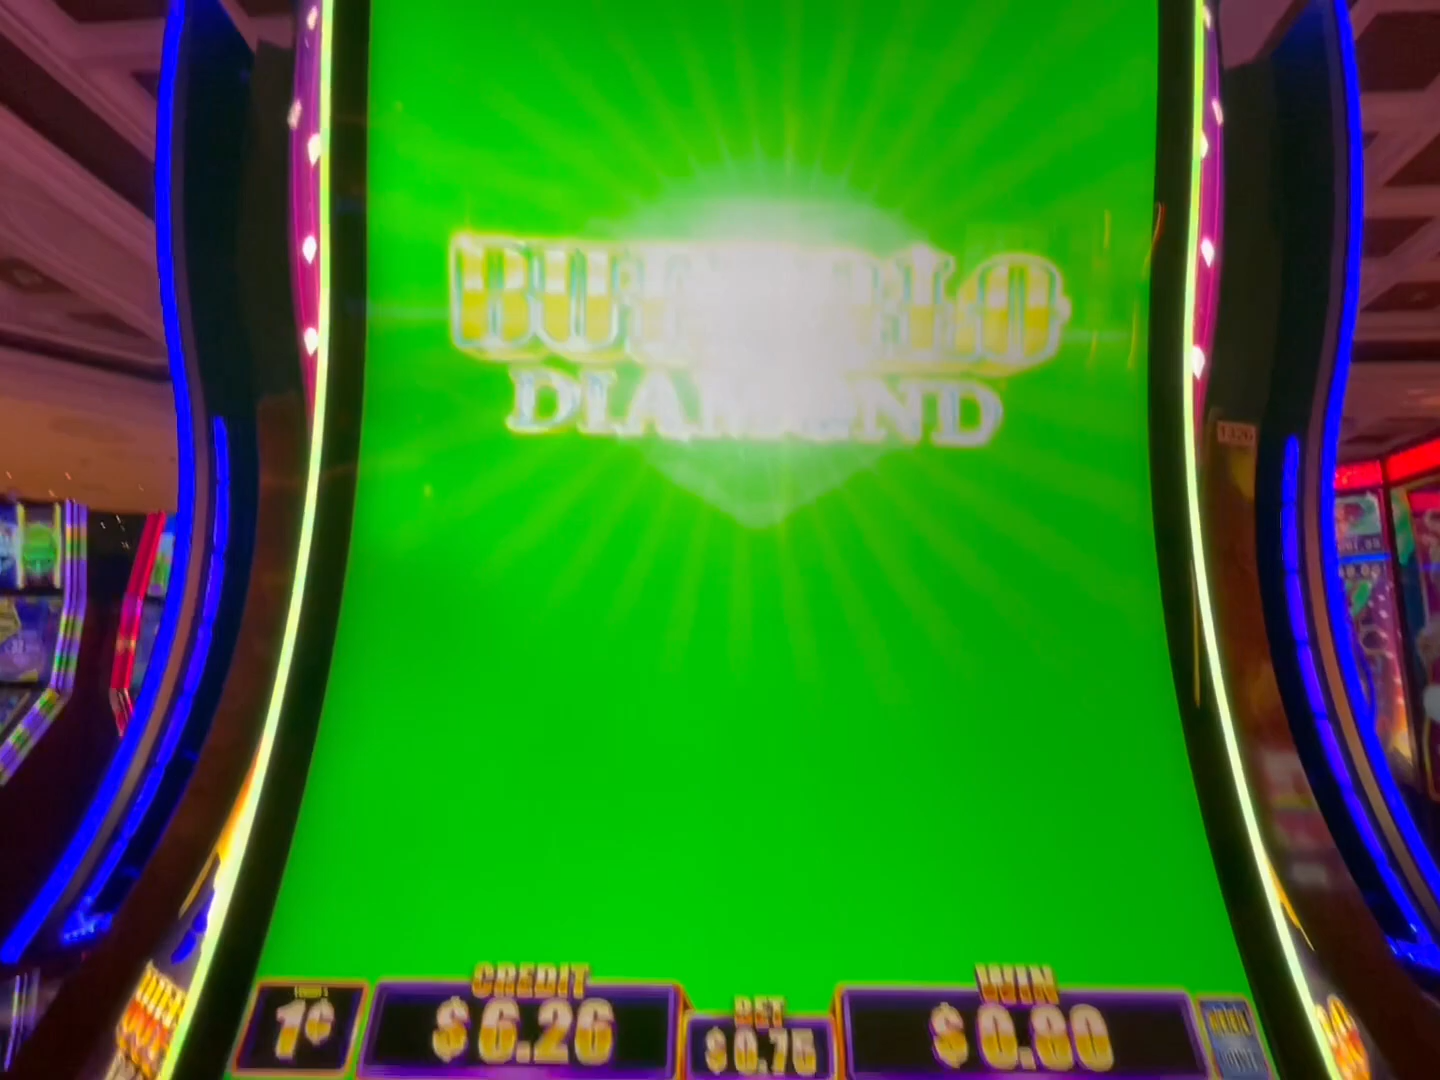 BUFFALO
DIAMOND
CREDIT
BET
WIN
1¢
$6.26
$0.75
$0.80